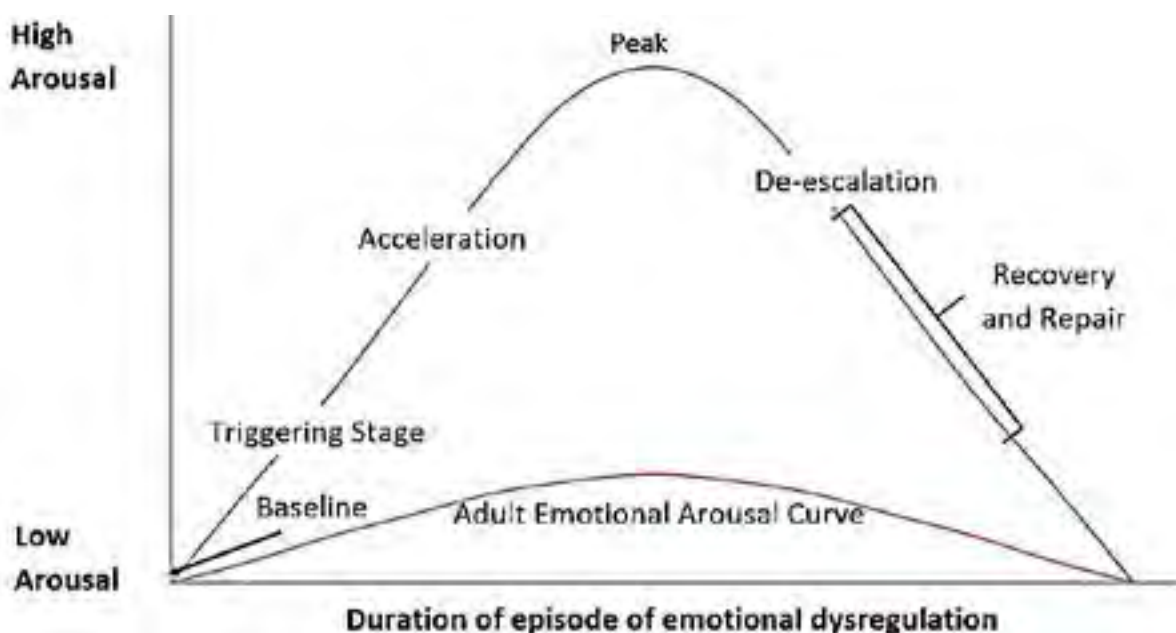 High
Arousal
Peak
De-escalation
Acceleration
Recovery
and Repair
Triggering Stage
Baseline
Adult Emotional Arousal Curve
Low
Arousal
Duration of episode of emotional dysregulation